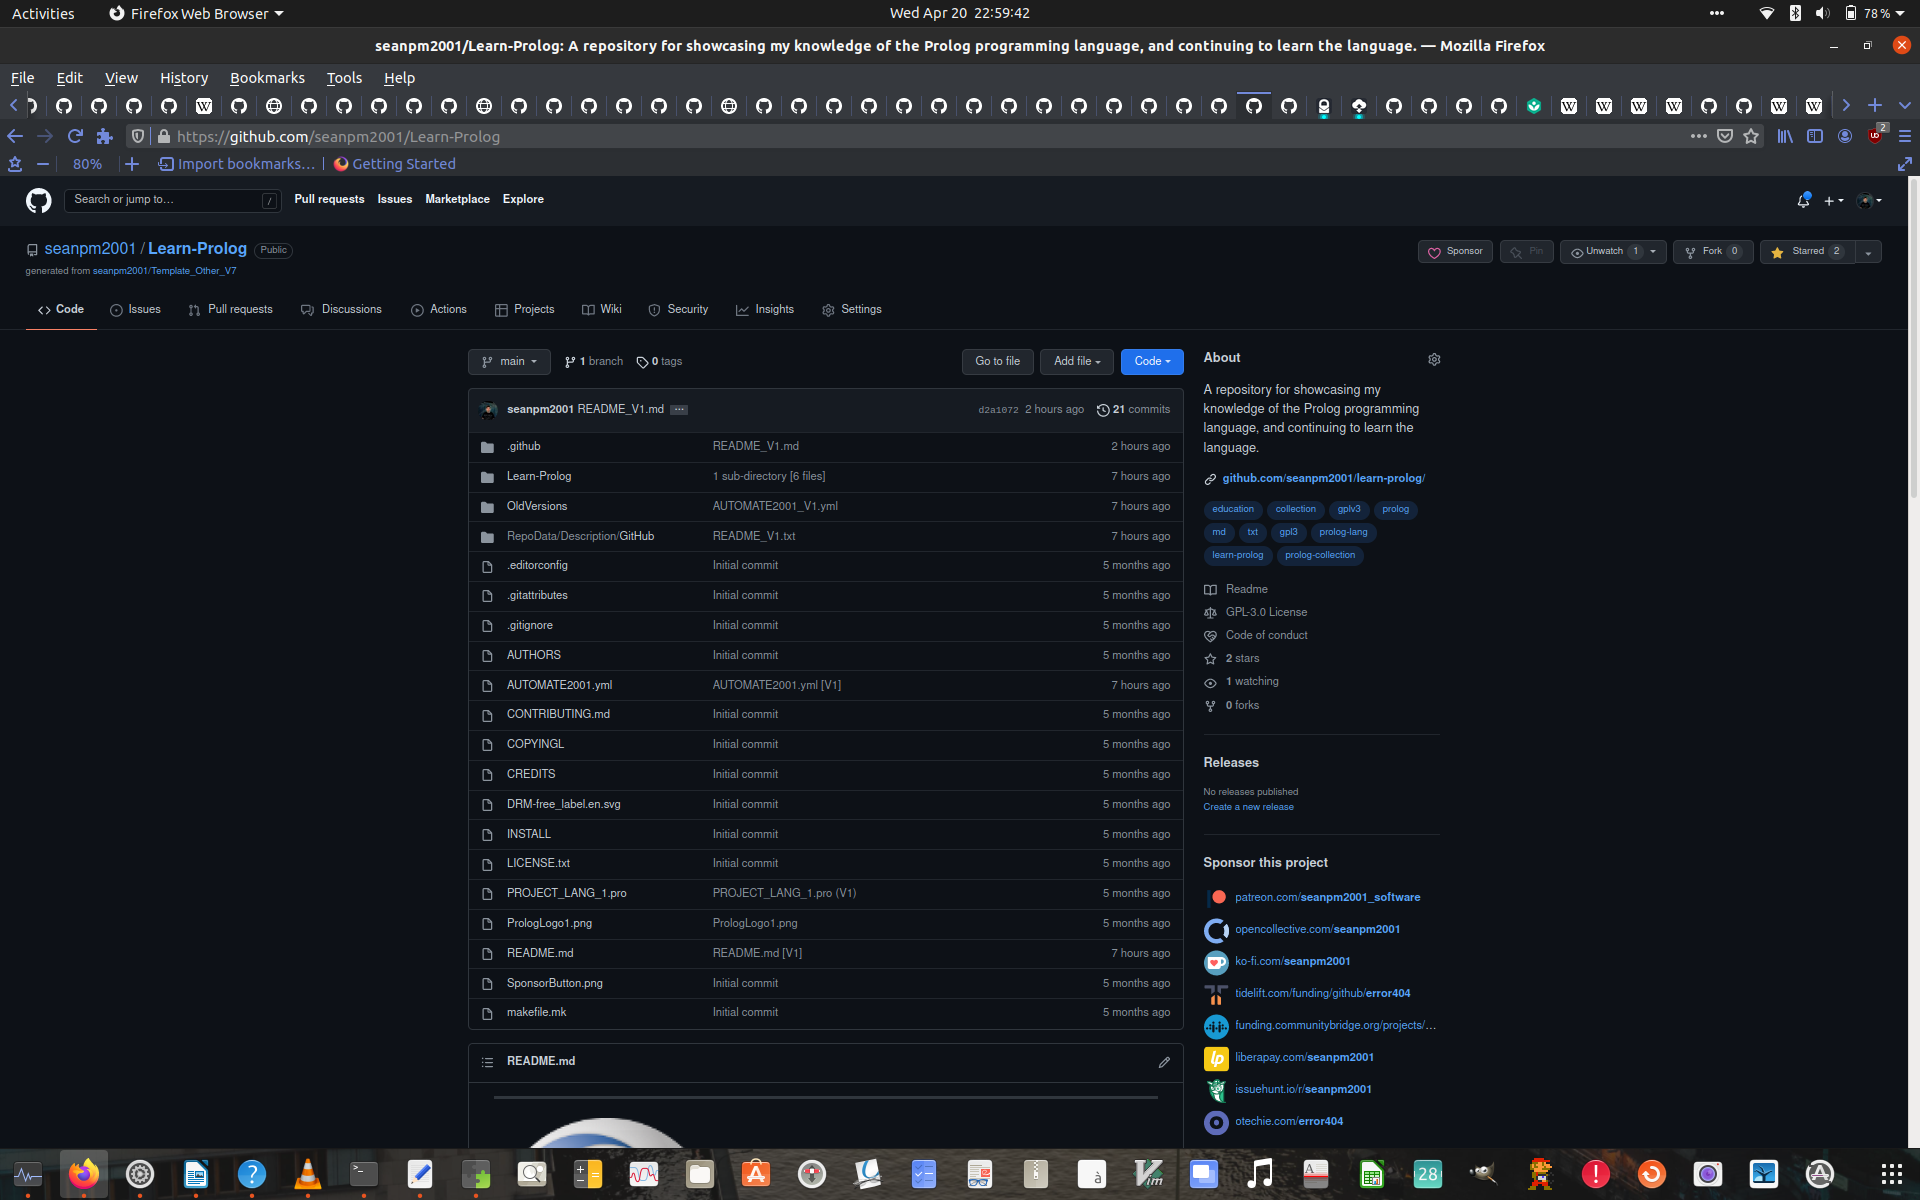 Activities Firefox Web Browser Wed Apr 20 22:59:42 78 %
seanpm2001/Learn-Prolog: A repository for showcasing my knowledge of the Prolog programming language, and continuing to learn the language. — Mozilla Firefox
File Edit View History Bookmarks Tools Help
https://github.com/seanpm2001/Learn-Prolog 2
80% Import bookmarks... Getting Started
Search or jump to... / Pull requests Issues Marketplace Explore
seanpm2001 / Learn-Prolog Public Sponsor Pin Unwatch 1 Fork 0 Starred 2
generated from seanpm2001/Template_Other_V7
Code Issues Pull requests Discussions Actions Projects Wiki Security Insights Settings
main 1 branch 0 tags Go to file Add file Code
seanpm2001 README_V1.md ... d2a1072 2 hours ago 21 commits
.github README_V1.md 2 hours ago
Learn-Prolog 1 sub-directory [6 files] 7 hours ago
OldVersions AUTOMATE2001_V1.yml 7 hours ago
RepoData/Description/GitHub README_V1.txt 7 hours ago
.editorconfig Initial commit 5 months ago
.gitattributes Initial commit 5 months ago
.gitignore Initial commit 5 months ago
AUTHORS Initial commit 5 months ago
AUTOMATE2001.yml AUTOMATE2001.yml [V1] 7 hours ago
CONTRIBUTING.md Initial commit 5 months ago
COPYINGL Initial commit 5 months ago
CREDITS Initial commit 5 months ago
DRM-free_label.en.svg Initial commit 5 months ago
INSTALL Initial commit 5 months ago
LICENSE.txt Initial commit 5 months ago
PROJECT_LANG_1.pro PROJECT_LANG_1.pro (V1) 5 months ago
PrologLogo1.png PrologLogo1.png 5 months ago
README.md README.md [V1] 7 hours ago
SponsorButton.png Initial commit 5 months ago
makefile.mk Initial commit 5 months ago
README.md
About
A repository for showcasing my
knowledge of the Prolog programming
language, and continuing to learn the
language.
github.com/seanpm2001/learn-prolog/
education collection gplv3 prolog
md txt gpl3 prolog-lang
learn-prolog prolog-collection
Readme
GPL-3.0 License
Code of conduct
2 stars
1 watching
0 forks
Releases
No releases published
Create a new release
Sponsor this project
patreon.com/seanpm2001_software
opencollective.com/seanpm2001
ko-fi.com/seanpm2001
tidelift.com/funding/github/error404
funding.communitybridge.org/projects/...
lp liberapay.com/seanpm2001
issuehunt.io/r/seanpm2001
otechie.com/error404
28